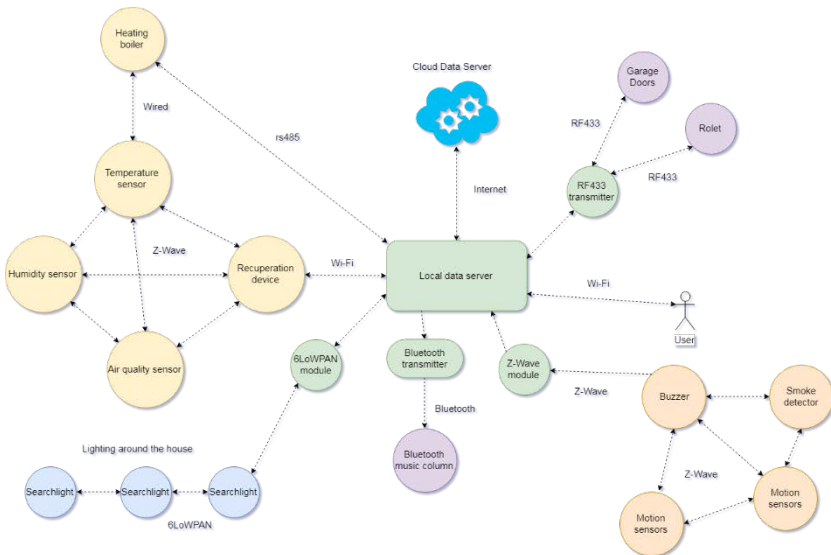 Heating
boiler
Cloud Data Server
Garage
Doors
Wired
rs485
RF433
Rolet
Temperature
sensor
Internet
RF433
RF433
transmitter
Z-Wave
Humidity sensor
Recuperation
device
Wi-Fi
Local data server
Wi-Fi
User
Air quality sensor
6LoWPAN
module
Bluetooth
transmitter
Z-Wave
module
Z-Wave
Buzzer
Smoke
detector
Bluetooth
Lighting around the house
Bluetooth
music column
Z-Wave
Searchlight
Searchlight
Searchlight
Motion
sensors
6LoWPAN
Motion
sensors